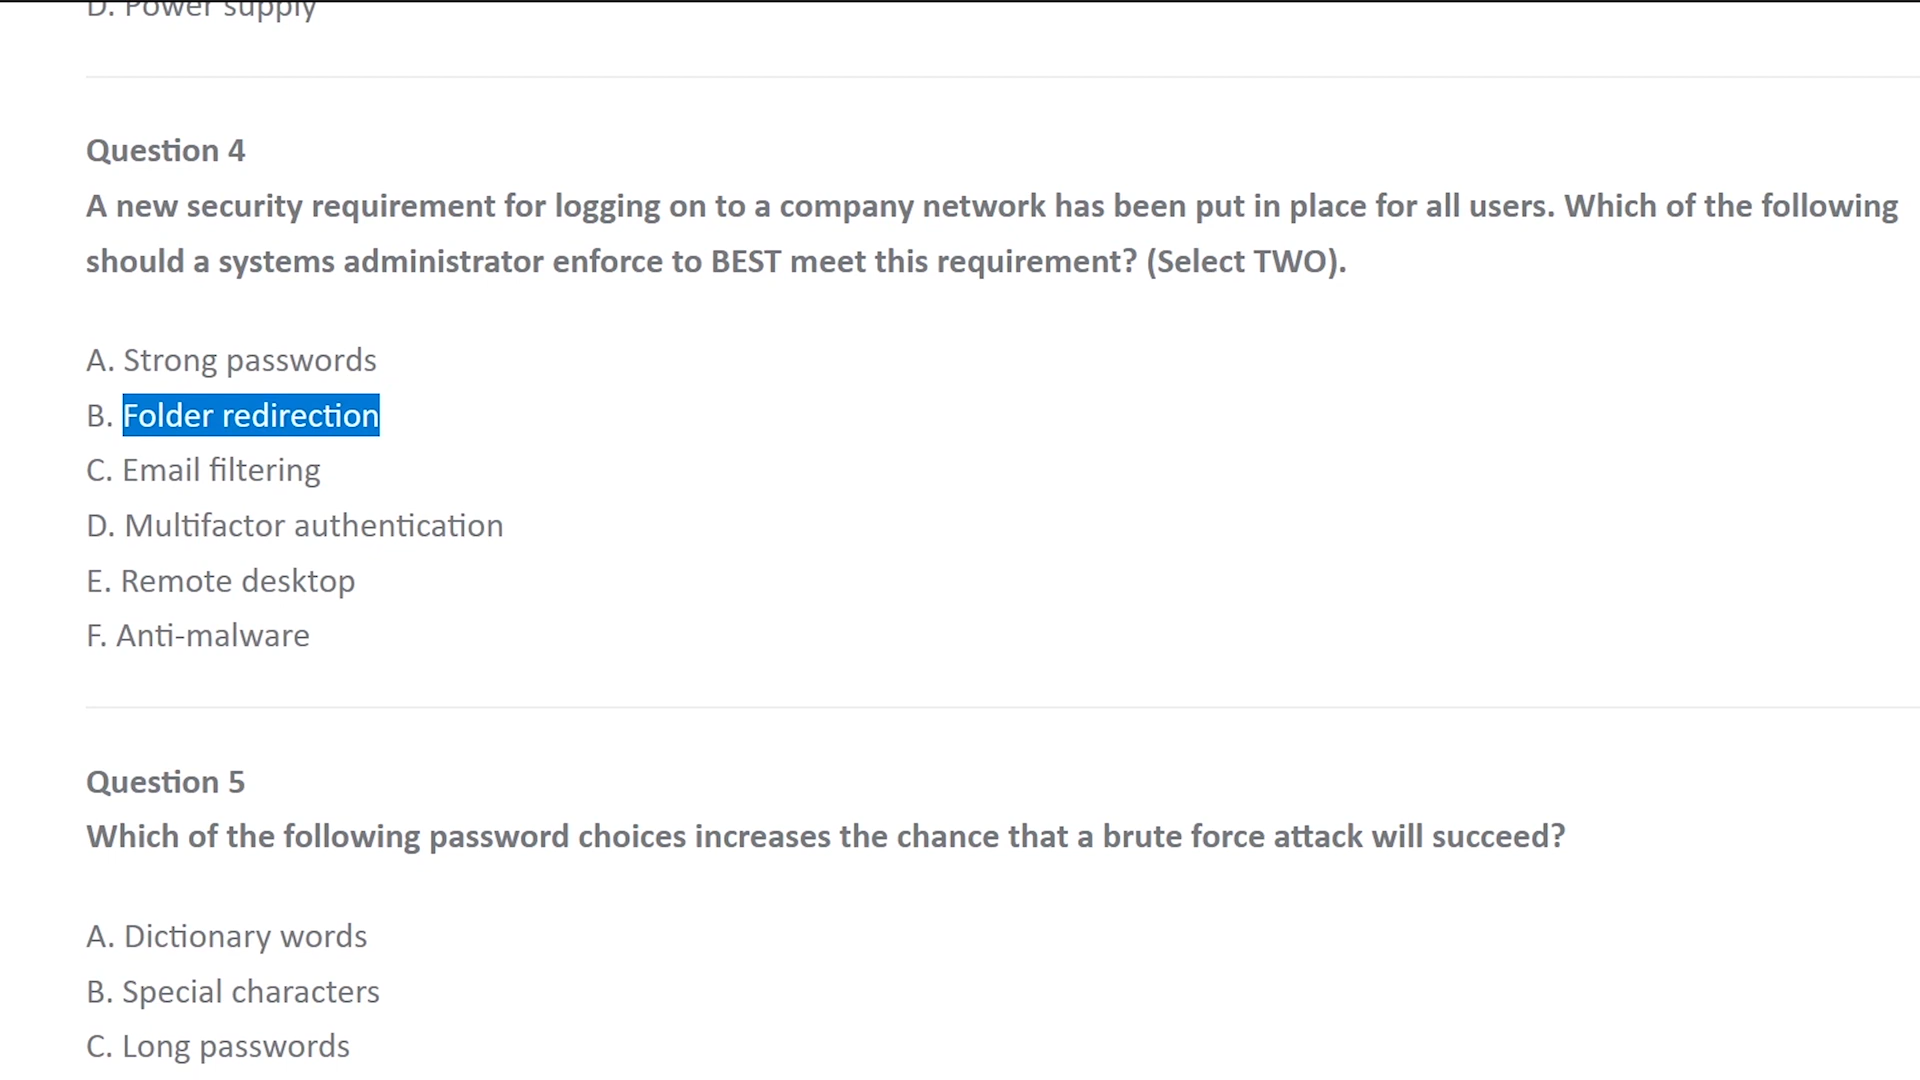 D. Power supply
Question 4
A new security requirement for logging on to a company network has been put in place for all users. Which of the following
should a systems administrator enforce to BEST meet this requirement? (Select TWO).
A. Strong passwords
B. Folder redirection
C. Email filtering
D. Multifactor authentication
E. Remote desktop
F. Anti-malware
Question 5
Which of the following password choices increases the chance that a brute force attack will succeed?
A. Dictionary words
B. Special characters
C. Long passwords